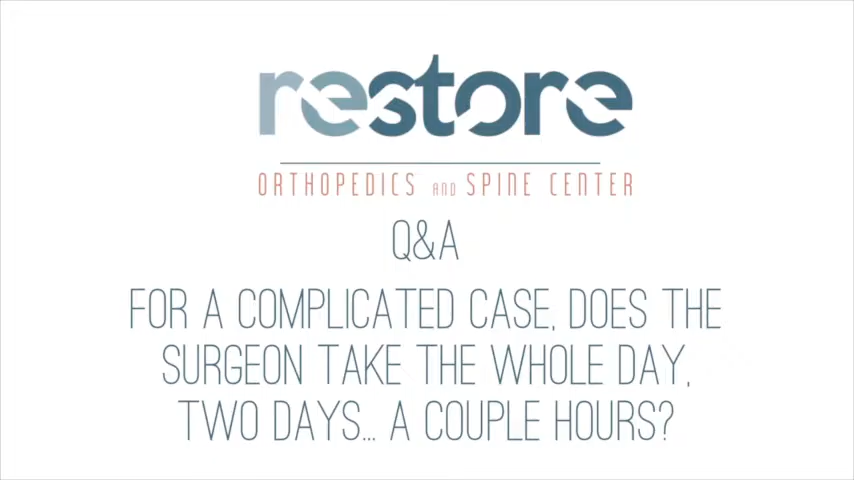 restore
ORTHOPEDICS AND SPINE CENTER
Q&A
FOR A COMPLICATED CASE, DOES THE
SURGEON TAKE THE WHOLE DAY,
TWO DAYS... A COUPLE HOURS?